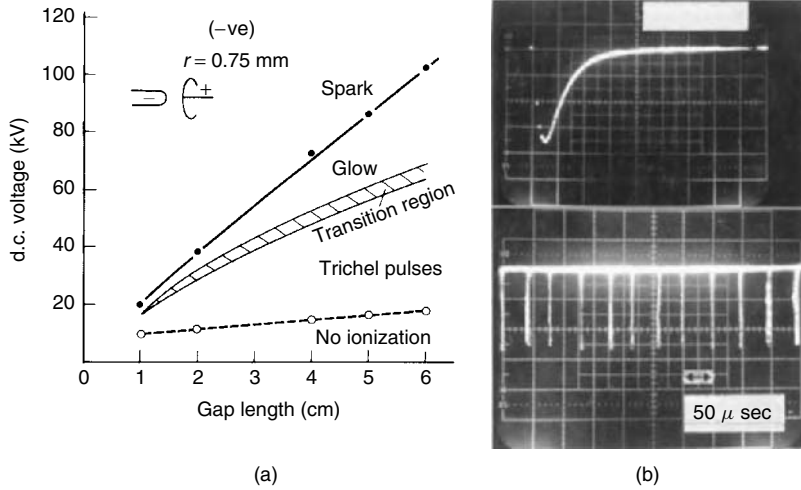 (-ve)
r = 0.75 mm
− +
120
100
80
60
40
20
0
d.c. voltage (kV)
Spark
Glow
Transition region
Trichel pulses
No ionization
0 1 2 3 4 5 6
Gap length (cm)
(a)
50 μ sec
(b)